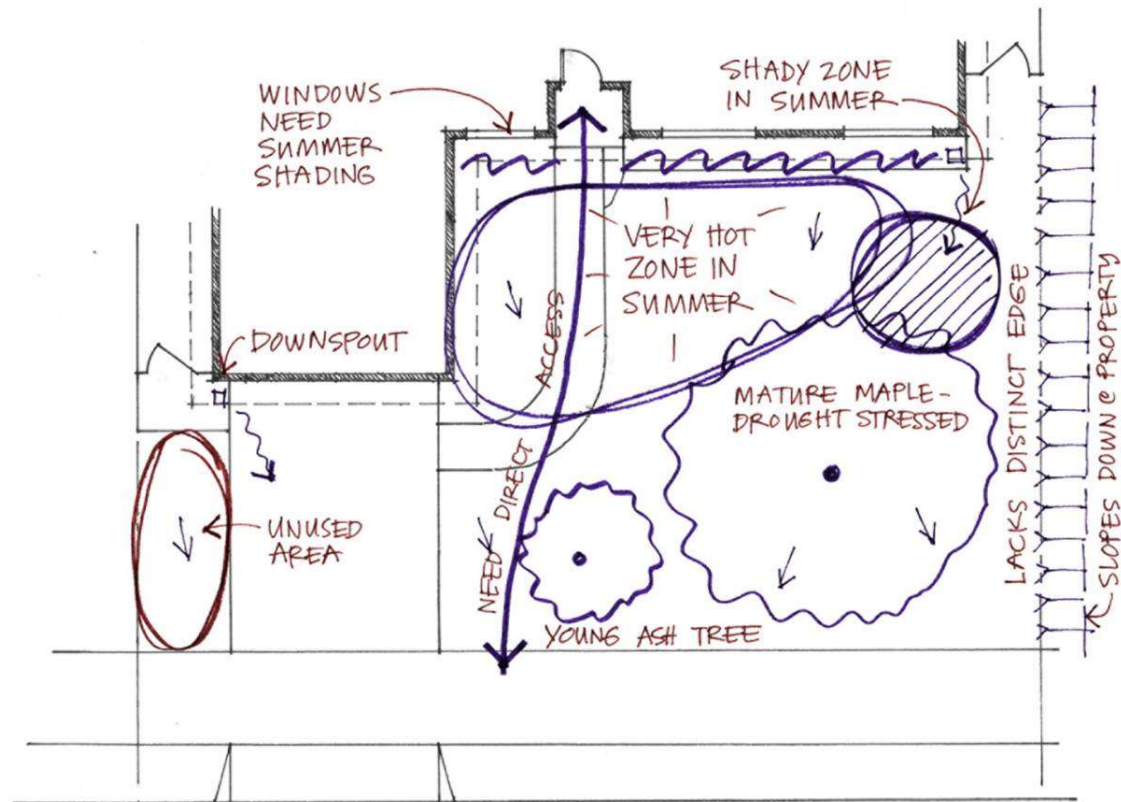 WINDOWS
NEED
SUMMER
SHADING
SHADY ZONE
IN SUMMER
VERY HOT
ZONE IN
SUMMER
DOWNSPOUT
NEED DIRECT ACCESS
MATURE MAPLE-
DROUGHT STRESSED
UNUSED
AREA
YOUNG ASH TREE
LACKS DISTINCT EDGE
SLOPES DOWN @ PROPERTY